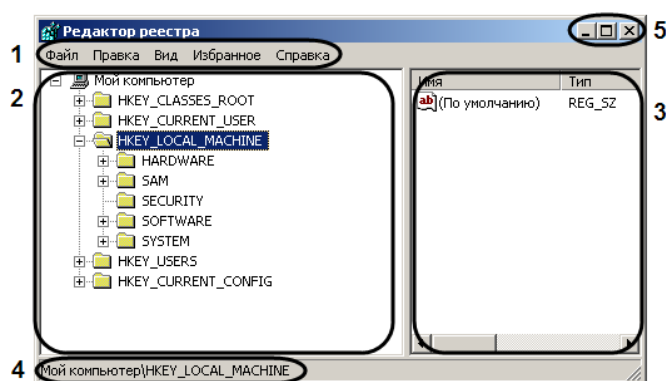 Редактор реестра
5
1
Файл Правка Вид Избранное Справка
2
Мой компьютер
HKEY_CLASSES_ROOT
HKEY_CURRENT_USER
HKEY_LOCAL_MACHINE
HARDWARE
SAM
SECURITY
SOFTWARE
SYSTEM
HKEY_USERS
HKEY_CURRENT_CONFIG
Имя Тип
ab (По умолчанию) REG_SZ
3
4
Мой компьютер\HKEY_LOCAL_MACHINE